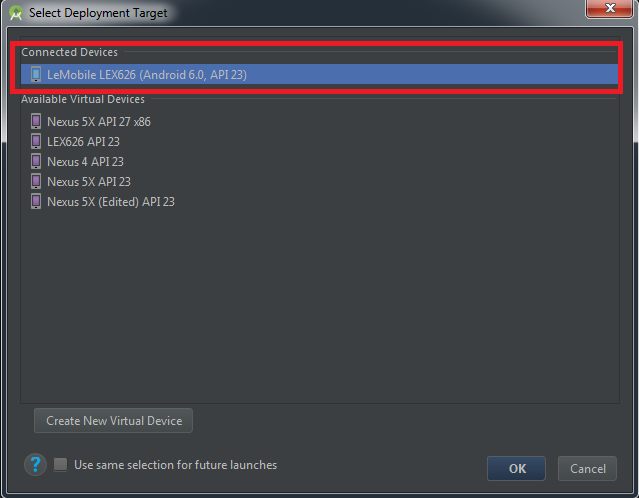 Select Deployment Target
Connected Devices
LeMobile LEX626 (Android 6.0, API 23)
Available Virtual Devices
Nexus 5X API 27 x86
LEX626 API 23
Nexus 4 API 23
Nexus 5X API 23
Nexus 5X (Edited) API 23
Create New Virtual Device
? Use same selection for future launches
OK Cancel